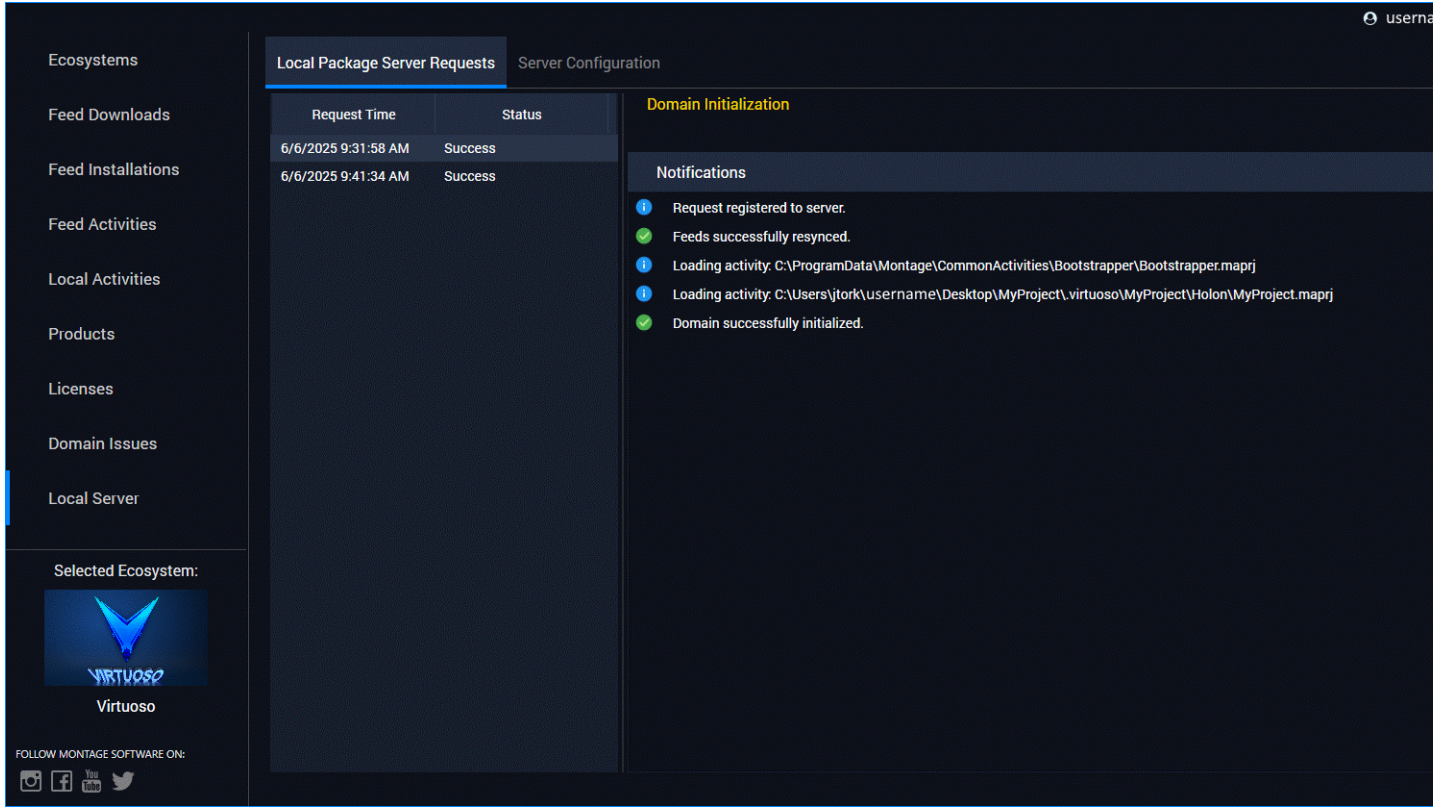 userna
Ecosystems
Feed Downloads
Feed Installations
Feed Activities
Local Activities
Products
Licenses
Domain Issues
Local Server
Selected Ecosystem:
VIRTUOSO
Virtuoso
FOLLOW MONTAGE SOFTWARE ON:
You
Tube
Local Package Server Requests Server Configuration
Request Time Status
6/6/2025 9:31:58 AM Success
6/6/2025 9:41:34 AM Success
Domain Initialization
Notifications
Request registered to server.
Feeds successfully resynced.
Loading activity: C:\ProgramData\Montage\CommonActivities\Bootstrapper\Bootstrapper.maprj
Loading activity: C:\Users\jtork\username\Desktop\MyProject\.virtuoso\MyProject\Holon\MyProject.maprj
Domain successfully initialized.